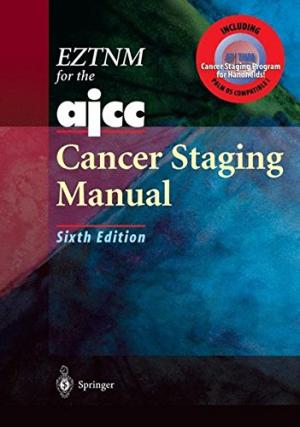 EZTNM
for the
ajcc
Cancer Staging
Manual
Sixth Edition
Springer
INCLUDING
Cancer Staging Program
for Handhelds!
PALM OS COMPATIBLE!